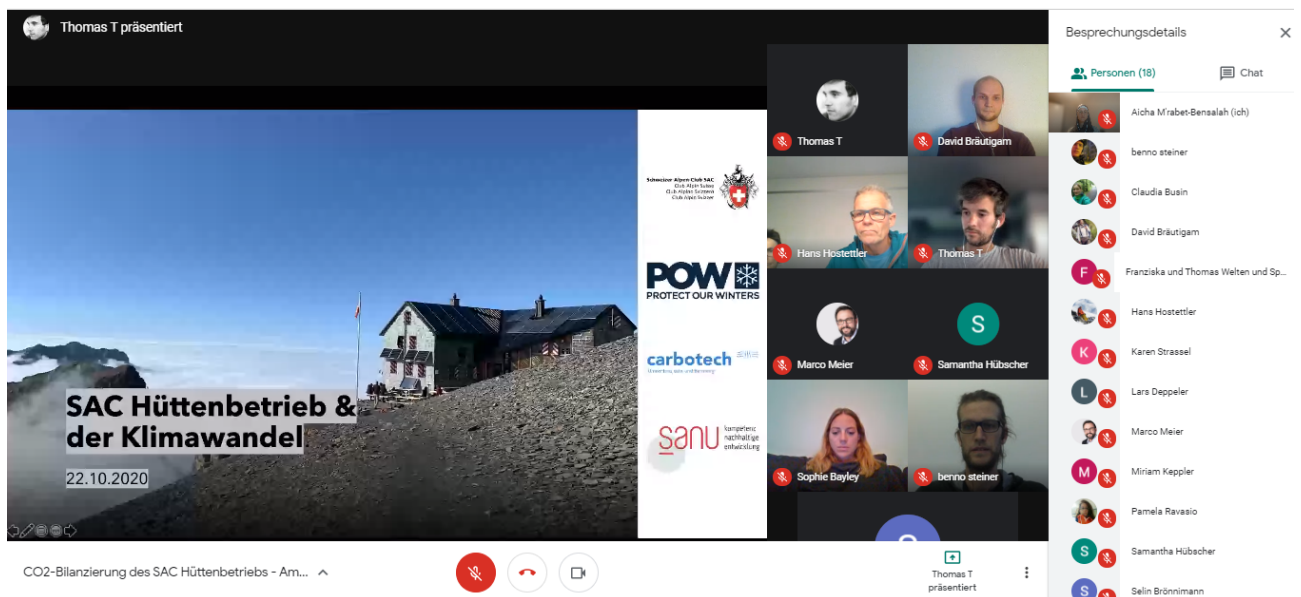 Thomas T präsentiert
SAC Hüttenbetrieb &
der Klimawandel
22.10.2020
Schweizer Alpen-Club SAC
Club Alpin Suisse
Club Alpino Svizzero
Club Alpin Svizzer
POW
PROTECT OUR WINTERS
carbotech
sanu
kompetenz
nachhaltige
entwicklung
Thomas T
David Bräutigam
Hans Hostettler
Thomas T
Marco Meier
S
Samantha Hübscher
Sophie Bayley
benno steiner
Besprechungsdetails
Personen (18)
Chat
Aicha M'rabet-Bensalah (ich)
benno steiner
Claudia Busin
David Bräutigam
F
Franziska und Thomas Welten und Sp...
Hans Hostettler
K
Karen Strassel
L
Lars Deppeler
Marco Meier
M
Miriam Keppler
Pamela Ravasio
S
Samantha Hübscher
S
Selin Brönnimann
CO2-Bilanzierung des SAC Hüttenbetriebs - Am...
Thomas T
präsentiert